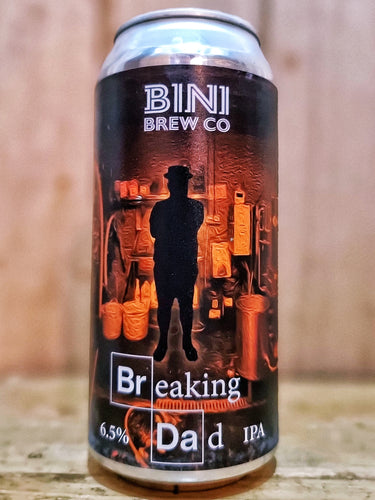 BINI
BREW CO
Breaking
6.5% Dad IPA